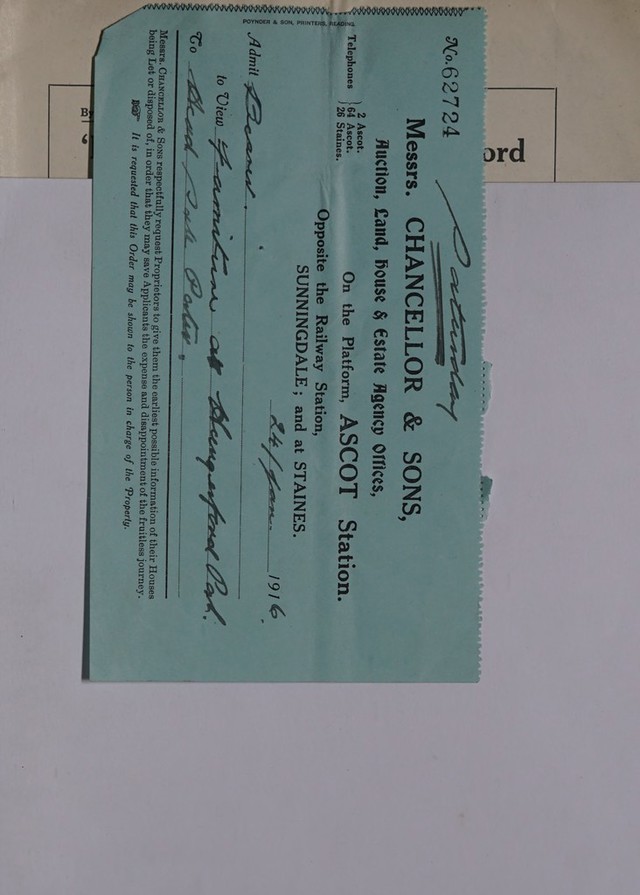 POYNDER & SON, PRINTERS, READING.
No. 62724
Saturday
Messrs. CHANCELLOR & SONS,
Auction, Land, House & Estate Agency Offices,
Telephones { 2 Ascot.
64 Ascot.
26 Staines.
On the Platform, ASCOT Station.
Opposite the Railway Station,
SUNNINGDALE; and at STAINES.
24/Jan. 1916.
Admit Bearer.
to View Furniture at Hungerford Park.
To Head
Messrs. CHANCELLOR & SONS respectfully request Proprietors to give them the earliest possible information of their Houses
being Let or disposed of, in order that they may save Applicants the expense and disappointment of the fruitless journey.
☞ It is requested that this Order may be shown to the person in charge of the Property.
By
ord